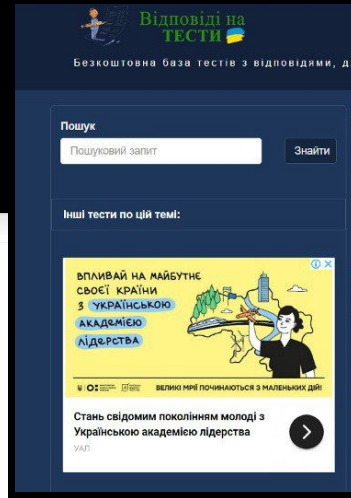 Відповіді на
ТЕСТИ
Безкоштовна база тестів з відповідями, д
Пошук
Пошуковий запит
Знайти
Інші тести по цій темі:
ВПЛИВАЙ НА МАЙБУТНЄ
СВОЄЇ КРАЇНИ
З УКРАЇНСЬКОЮ
АКАДЕМІЄЮ
ЛІДЕРСТВА
ВЕЛИКІ МРІЇ ПОЧИНАЮТЬСЯ З МАЛЕНЬКИХ ДІЙ!
Стань свідомим поколінням молоді з
Українською академією лідерства
УАЛ